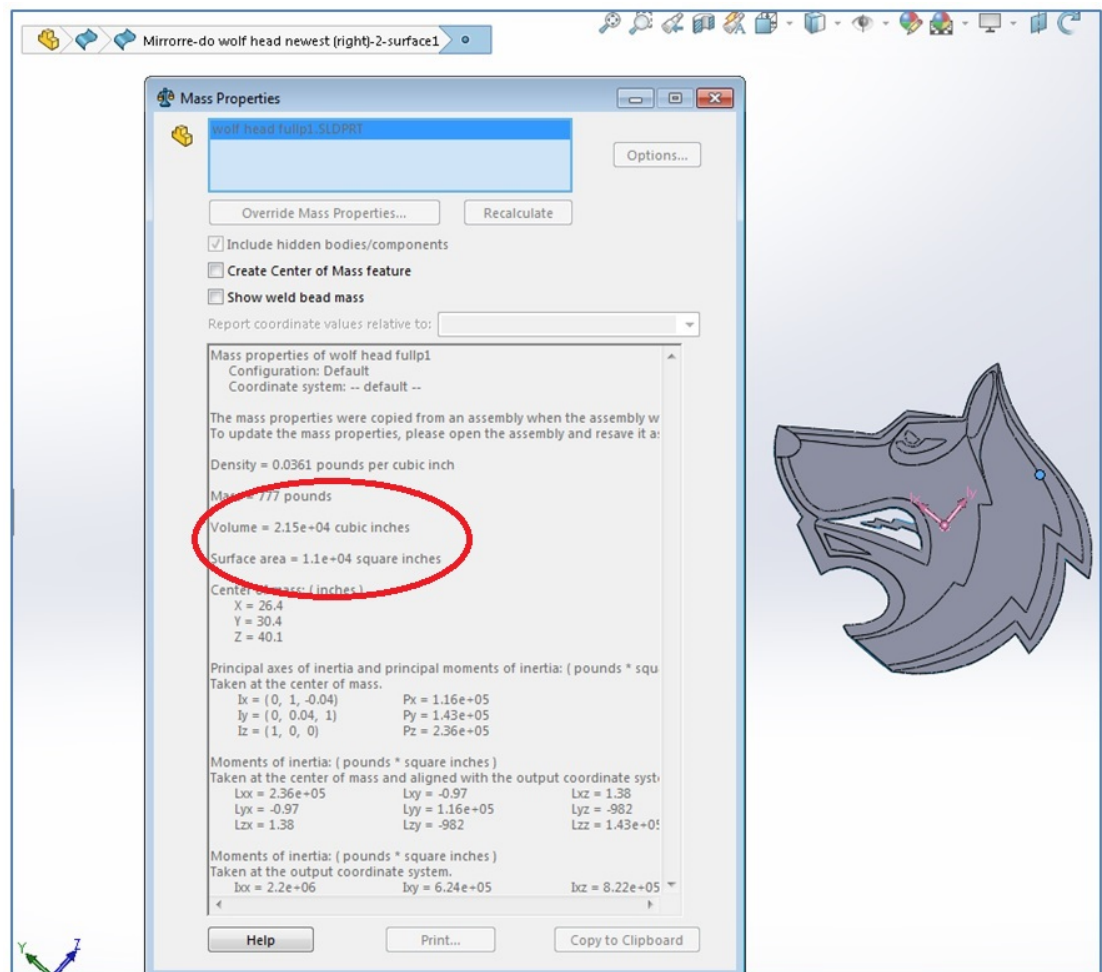 Mirrorre-do wolf head newest (right)-2-surface1
Mass Properties
wolf head fullp1.SLDPRT
Options...
Override Mass Properties... Recalculate
Include hidden bodies/components
Create Center of Mass feature
Show weld bead mass
Report coordinate values relative to:
Mass properties of wolf head fullp1
Configuration: Default
Coordinate system: -- default --
The mass properties were copied from an assembly when the assembly w
To update the mass properties, please open the assembly and resave it a
Density = 0.0361 pounds per cubic inch
Mass = 777 pounds
Volume = 2.15e+04 cubic inches
Surface area = 1.1e+04 square inches
Center of mass: ( inches )
X = 26.4
Y = 30.4
Z = 40.1
Principal axes of inertia and principal moments of inertia: ( pounds * squ
Taken at the center of mass.
Ix = ( 0, 1, -0.04) Px = 1.16e+05
Iy = ( 0, 0.04, 1) Py = 1.43e+05
Iz = ( 1, 0, 0) Pz = 2.36e+05
Moments of inertia: ( pounds * square inches )
Taken at the center of mass and aligned with the output coordinate syst
Lxx = 2.36e+05 Lxy = -0.97 Lxz = 1.38
Lyx = -0.97 Lyy = 1.16e+05 Lyz = -982
Lzx = 1.38 Lzy = -982 Lzz = 1.43e+05
Moments of inertia: ( pounds * square inches )
Taken at the output coordinate system.
Ixx = 2.2e+06 Ixy = 6.24e+05 Ixz = 8.22e+05
Help Print... Copy to Clipboard
Iy
Y Z